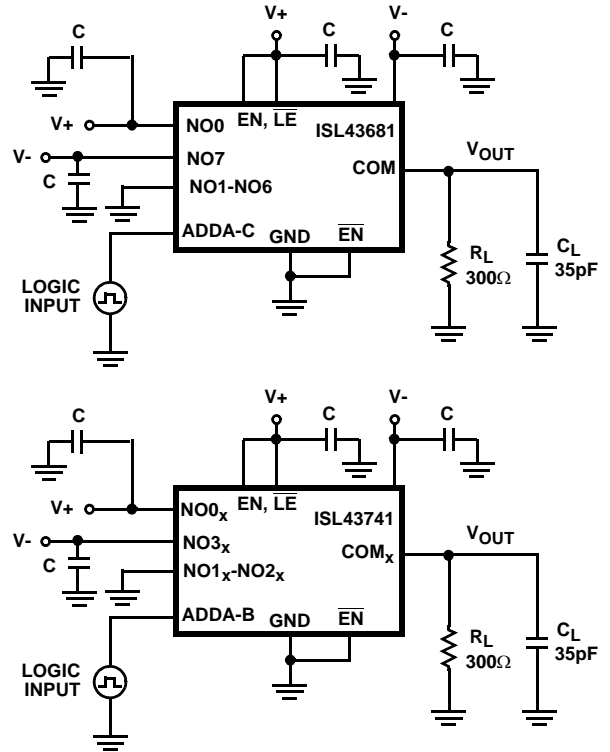 V+
V-
C
C
C
V+
EN, LE
ISL43681
NO0
V-
NO7
COM
VOUT
C
NO1-NO6
ADDA-C
GND
EN
LOGIC
INPUT
RL
300Ω
CL
35pF
V+
V-
C
C
C
V+
EN, LE
ISL43741
NO0x
V-
NO3x
COMx
VOUT
C
NO1x-NO2x
ADDA-B
GND
EN
LOGIC
INPUT
RL
300Ω
CL
35pF